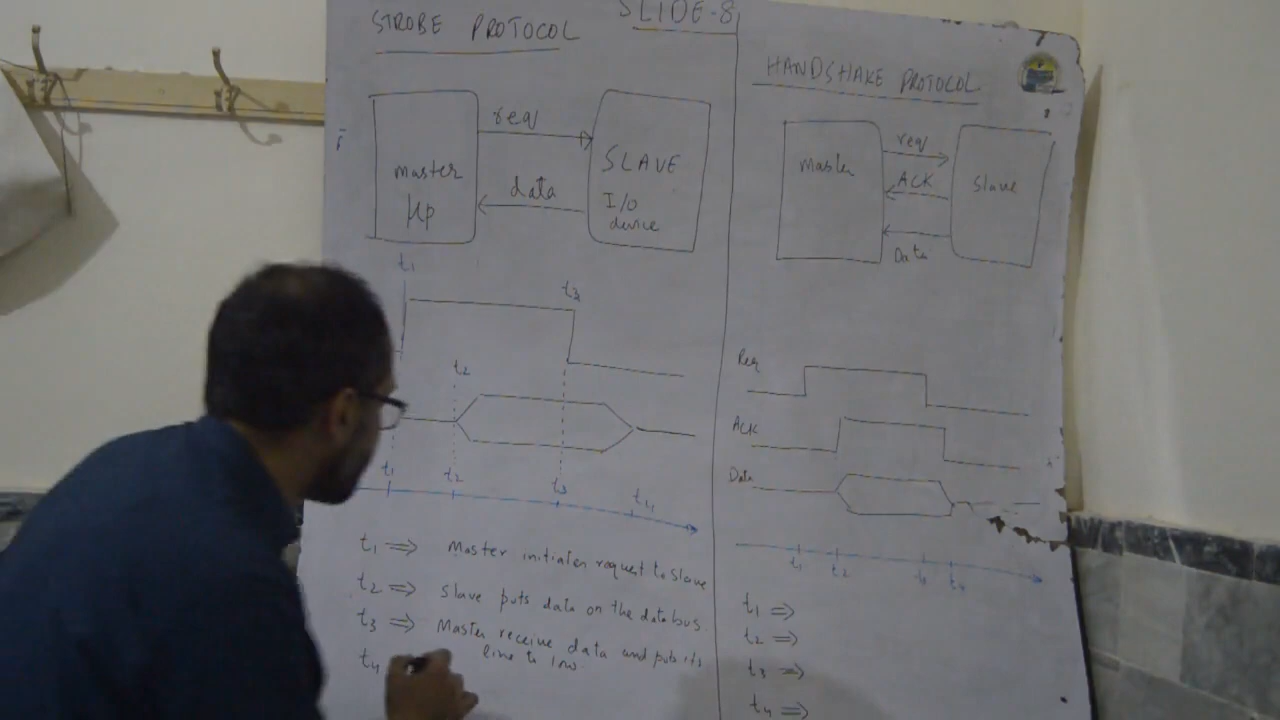 SLIDE-8
STROBE PROTOCOL
req
master
μp
data
SLAVE
I/O
device
t1
t3
t2
t1 t2 t3 t4
t1 ⇒ Master initiates request to slave
t2 ⇒ Slave puts data on the databus.
t3 ⇒ Master receive data and puts its
line to low.
t4
HANDSHAKE PROTOCOL
Master
req
ACK
Data
Slave
Req
ACK
Data
t1 t2 t3 t4
t1 ⇒
t2 ⇒
t3 ⇒
t4 ⇒